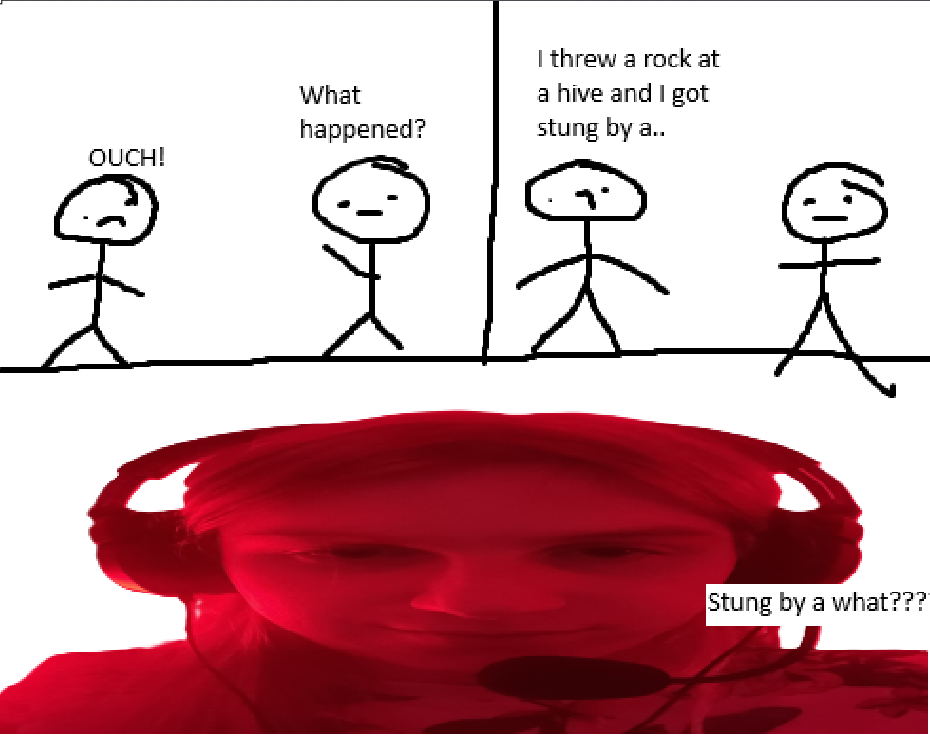 OUCH!
What
happened?
I threw a rock at
a hive and I got
stung by a..
Stung by a what???